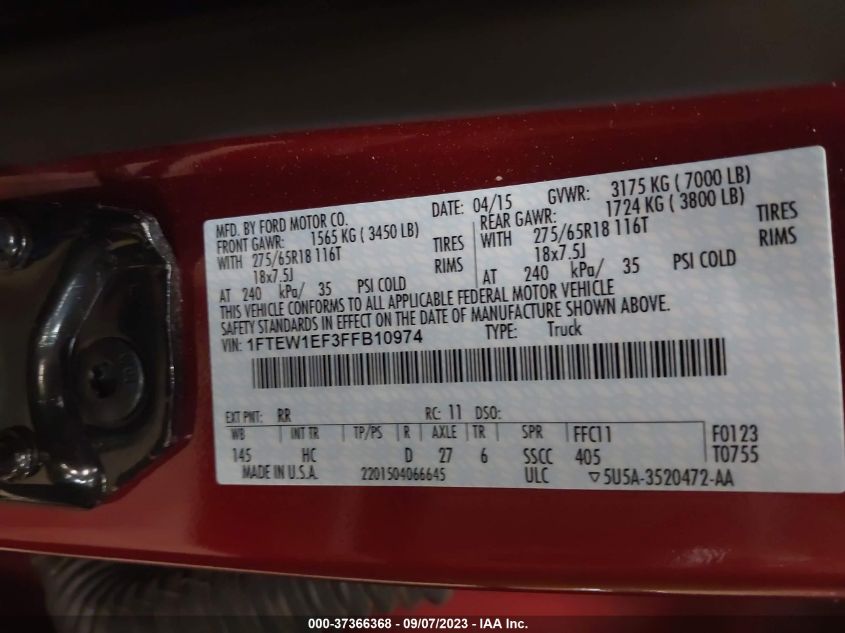 MFD. BY FORD MOTOR CO. DATE: 04/15 GVWR: 3175 KG ( 7000 LB)
FRONT GAWR: 1565 KG ( 3450 LB) REAR GAWR: 1724 KG ( 3800 LB)
WITH 275/65R18 116T TIRES WITH 275/65R18 116T TIRES
18x7.5J RIMS 18x7.5J RIMS
AT 240 kPa/ 35 PSI COLD AT 240 kPa/ 35 PSI COLD
THIS VEHICLE CONFORMS TO ALL APPLICABLE FEDERAL MOTOR VEHICLE
SAFETY STANDARDS IN EFFECT ON THE DATE OF MANUFACTURE SHOWN ABOVE.
VIN: 1FTEW1EF3FFB10974 TYPE: Truck
EXT PNT: RR RC: 11 DSO:
WB INT TR TP/PS R AXLE TR SPR FFC11 F0123
145 HC D 27 6 SSCC 405 T0755
MADE IN U.S.A. 2201504066645 ULC ▽5U5A-3520472-AA
000-37366368 - 09/07/2023 - IAA Inc.